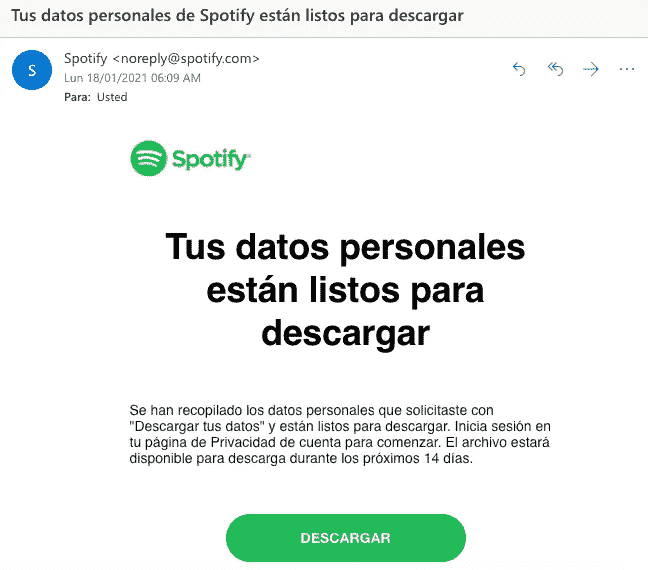 Tus datos personales de Spotify están listos para descargar
S
Spotify <noreply@spotify.com>
Lun 18/01/2021 06:09 AM
Para: Usted
Spotify
Tus datos personales
están listos para
descargar
Se han recopilado los datos personales que solicitaste con
"Descargar tus datos" y están listos para descargar. Inicia sesión en
tu página de Privacidad de cuenta para comenzar. El archivo estará
disponible para descarga durante los próximos 14 días.
DESCARGAR